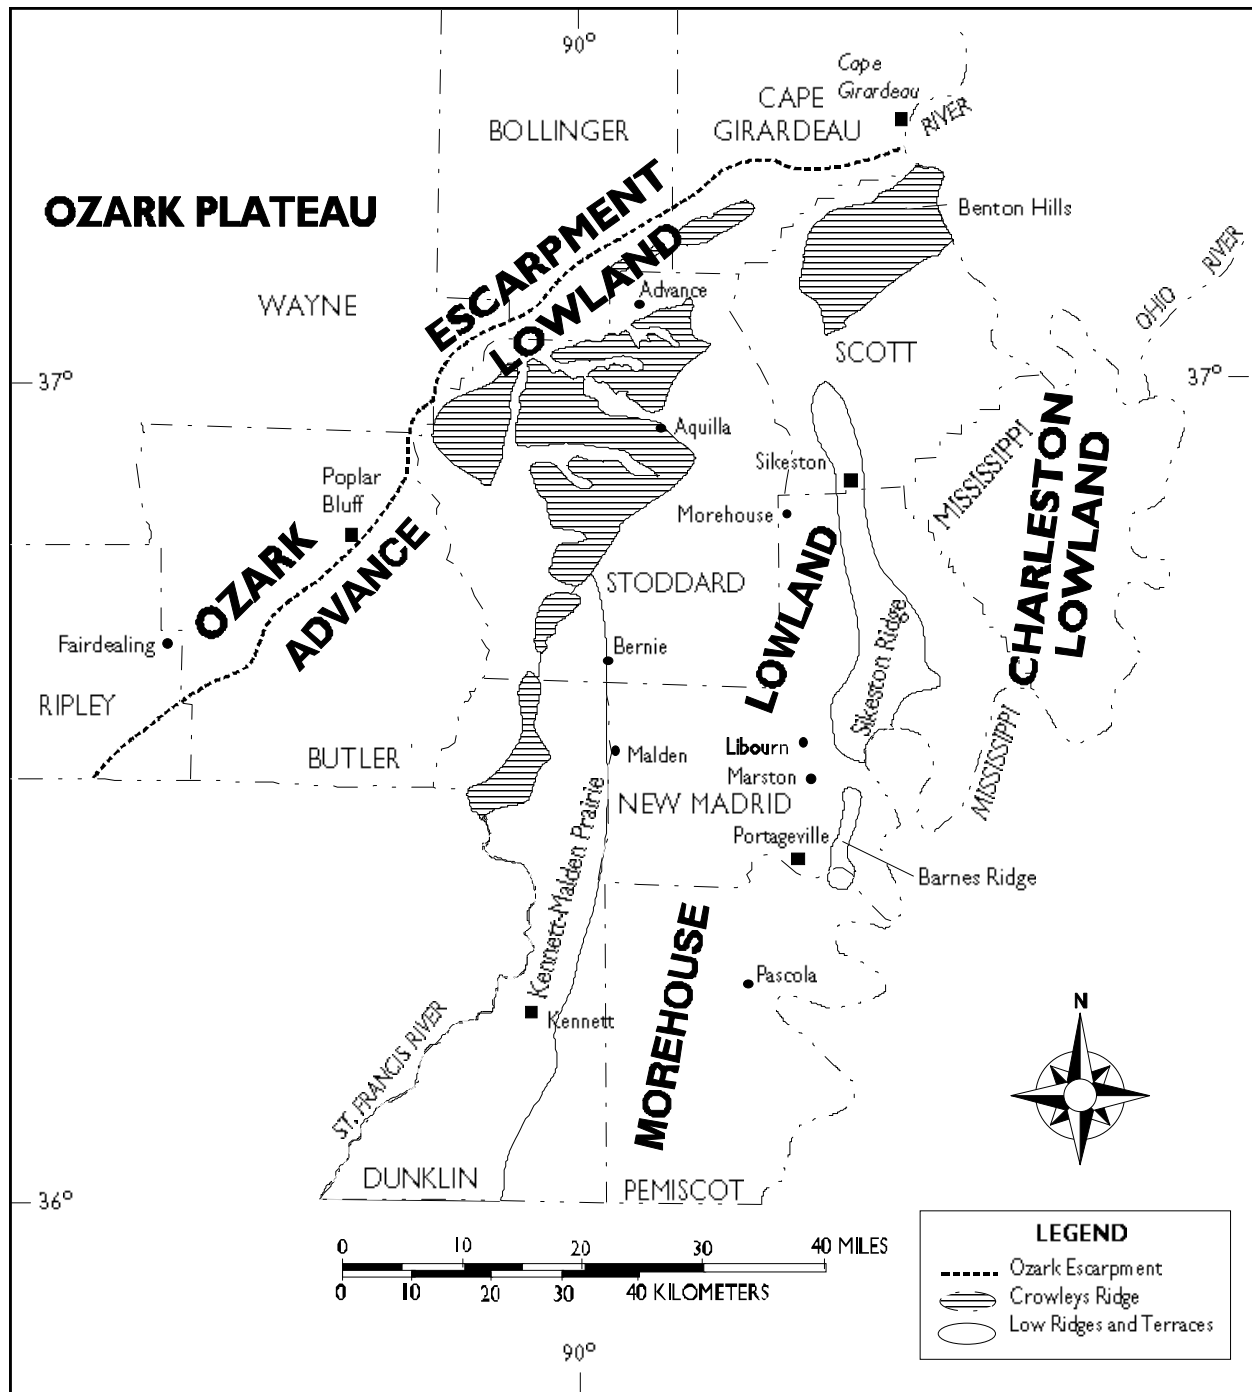 90°
Cape
Girardeau
CAPE
GIRARDEAU
RIVER
BOLLINGER
OZARK PLATEAU
ESCARPMENT
LOWLAND
Benton Hills
RIVER
OHIO
WAYNE
Advance
SCOTT
37°
37°
Aquilla
MISSISSIPPI
CHARLESTON
LOWLAND
Poplar
Bluff
Sikeston
Morehouse
OZARK
ADVANCE
LOWLAND
STODDARD
Fairdealing
Bernie
Sikeston Ridge
RIPLEY
BUTLER
Malden
Libourn
Marston
MISSISSIPPI
NEW MADRID
Portageville
Barnes Ridge
Kennett-Malden Prairie
MOREHOUSE
Pascola
Kennett
ST. FRANCIS RIVER
N
DUNKLIN
PEMISCOT
36°
0 10 20 30 40 MILES
0 10 20 30 40 KILOMETERS
LEGEND
Ozark Escarpment
Crowleys Ridge
Low Ridges and Terraces
90°